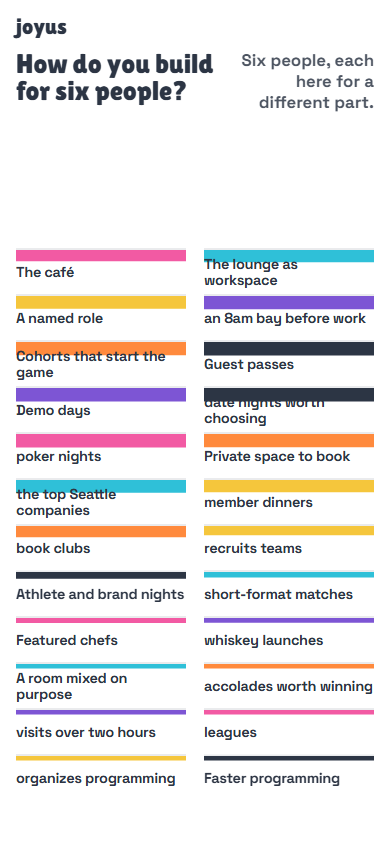 joyus
How do you build
for six people?
Six people, each
here for a
different part.
The café
The lounge as
workspace
A named role
an 8am bay before work
Cohorts that start the
game
Guest passes
Demo days
date nights worth
choosing
poker nights
Private space to book
the top Seattle
companies
member dinners
book clubs
recruits teams
Athlete and brand nights
short-format matches
Featured chefs
whiskey launches
A room mixed on
purpose
accolades worth winning
visits over two hours
leagues
organizes programming
Faster programming